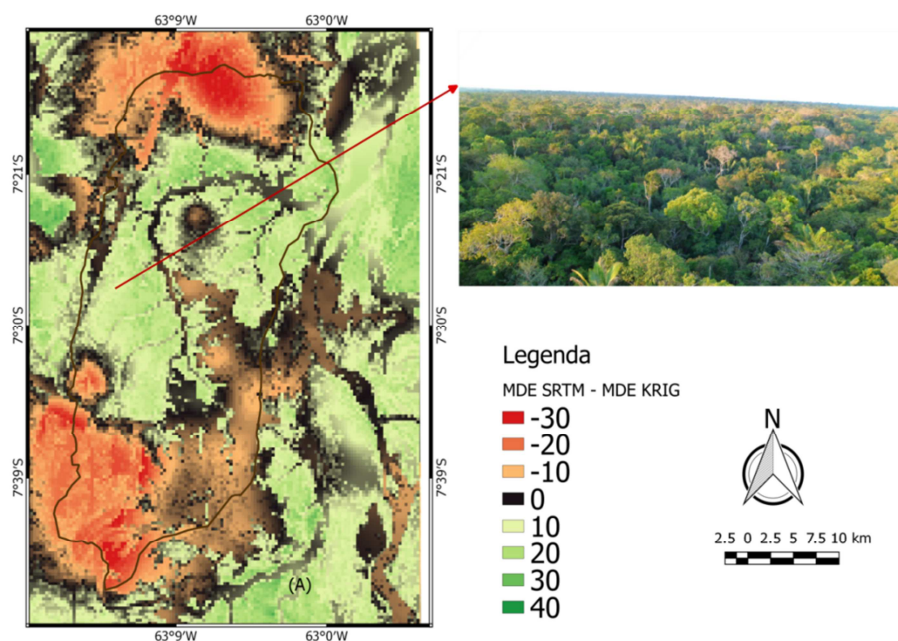 63°9'W 63°0'W
7°21'S 7°21'S
7°30'S 7°30'S
7°39'S 7°39'S
(A)
63°9'W 63°0'W
Legenda
MDE SRTM - MDE KRIG
-30
-20
-10
0
10
20
30
40
N
2.5 0 2.5 5 7.5 10 km